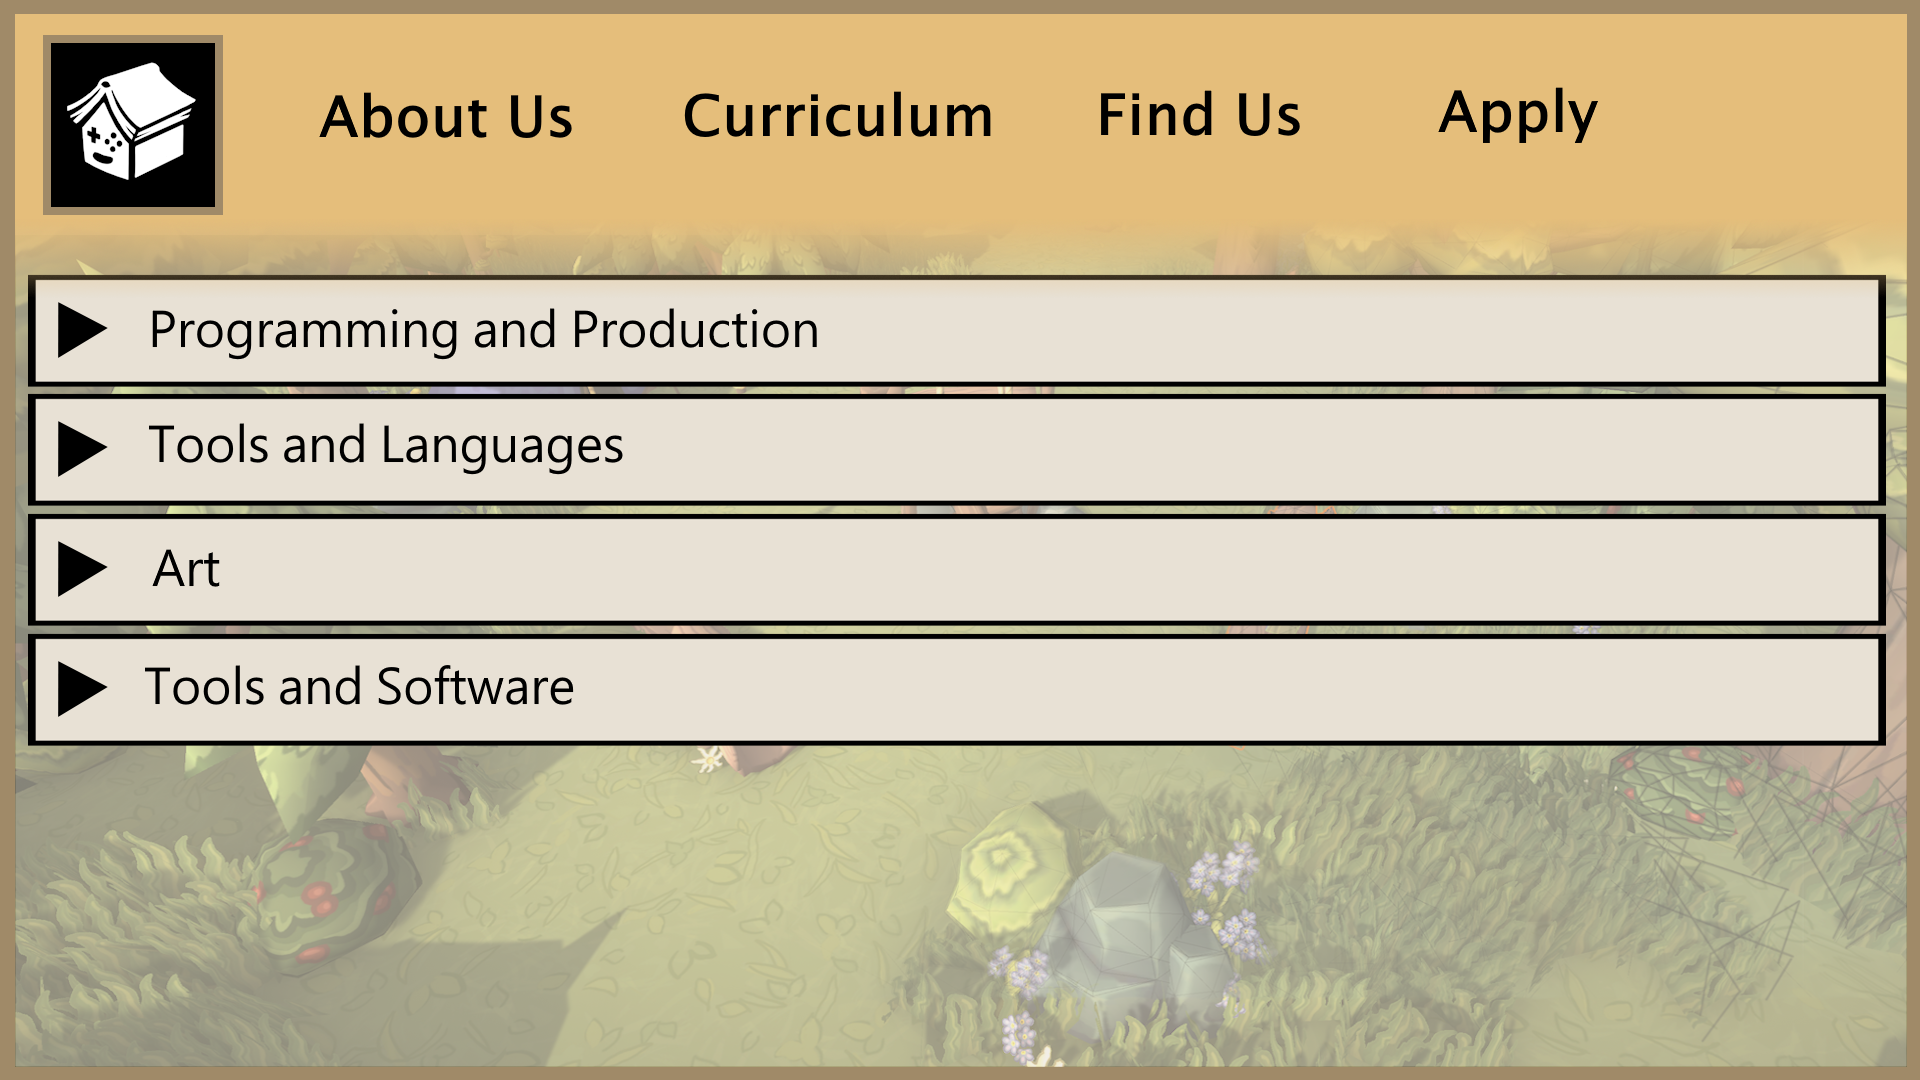 About Us
Curriculum
Find Us
Apply
Programming and Production
Tools and Languages
Art
Tools and Software